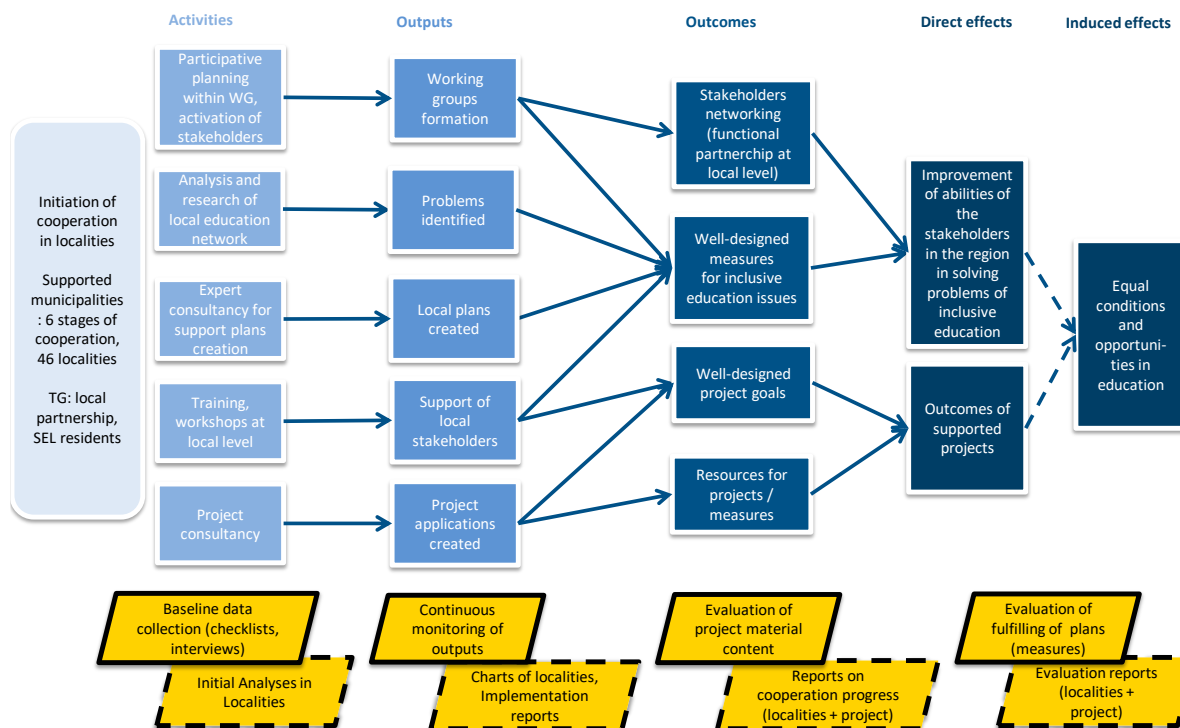 Activities
Outputs
Outcomes
Direct effects
Induced effects
Initiation of
cooperation
in localities
Supported
municipalities
: 6 stages of
cooperation,
46 localities
TG: local
partnership,
SEL residents
Participative
planning
within WG,
activation of
stakeholders
Analysis and
research of
local education
network
Expert
consultancy for
support plans
creation
Training,
workshops at
local level
Project
consultancy
Working
groups
formation
Problems
identified
Local plans
created
Support of
local
stakeholders
Project
applications
created
Stakeholders
networking
(functional
partnerchip at
local level)
Well-designed
measures
for inclusive
education issues
Well-designed
project goals
Resources for
projects /
measures
Improvement
of abilities of
the
stakeholders
in the region
in solving
problems of
inclusive
education
Outcomes of
supported
projects
Equal
conditions
and
opportuni-
ties in
education
Baseline data
collection (checklists,
interviews)
Initial Analyses in
Localities
Continuous
monitoring of
outputs
Charts of localities,
Implementation
reports
Evaluation of
project material
content
Reports on
cooperation progress
(localities + project)
Evaluation of
fulfilling of plans
(measures)
Evaluation reports
(localities +
project)